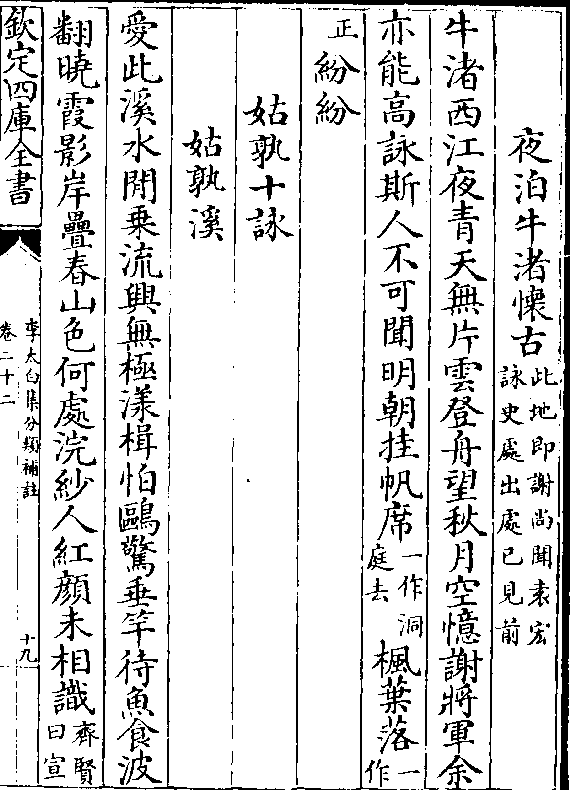 夜泊牛渚懷古此地即謝尚聞袁宏
詠史處出處已見前
牛渚西江夜青天無片雲登舟望秋月空憶謝將軍余
亦能高詠斯人不可聞明朝挂帆席一作洞庭去楓葉落一作
正紛紛
姑孰十詠
姑孰溪
愛此溪水閒乗流興無極漾楫怕鷗驚垂竿待魚食波
翻曉霞影岸疊春山色何處浣紗人紅顔未相識齊賢
曰宣
欽定四庫全書
李太白集分類補註
卷二十二
十九